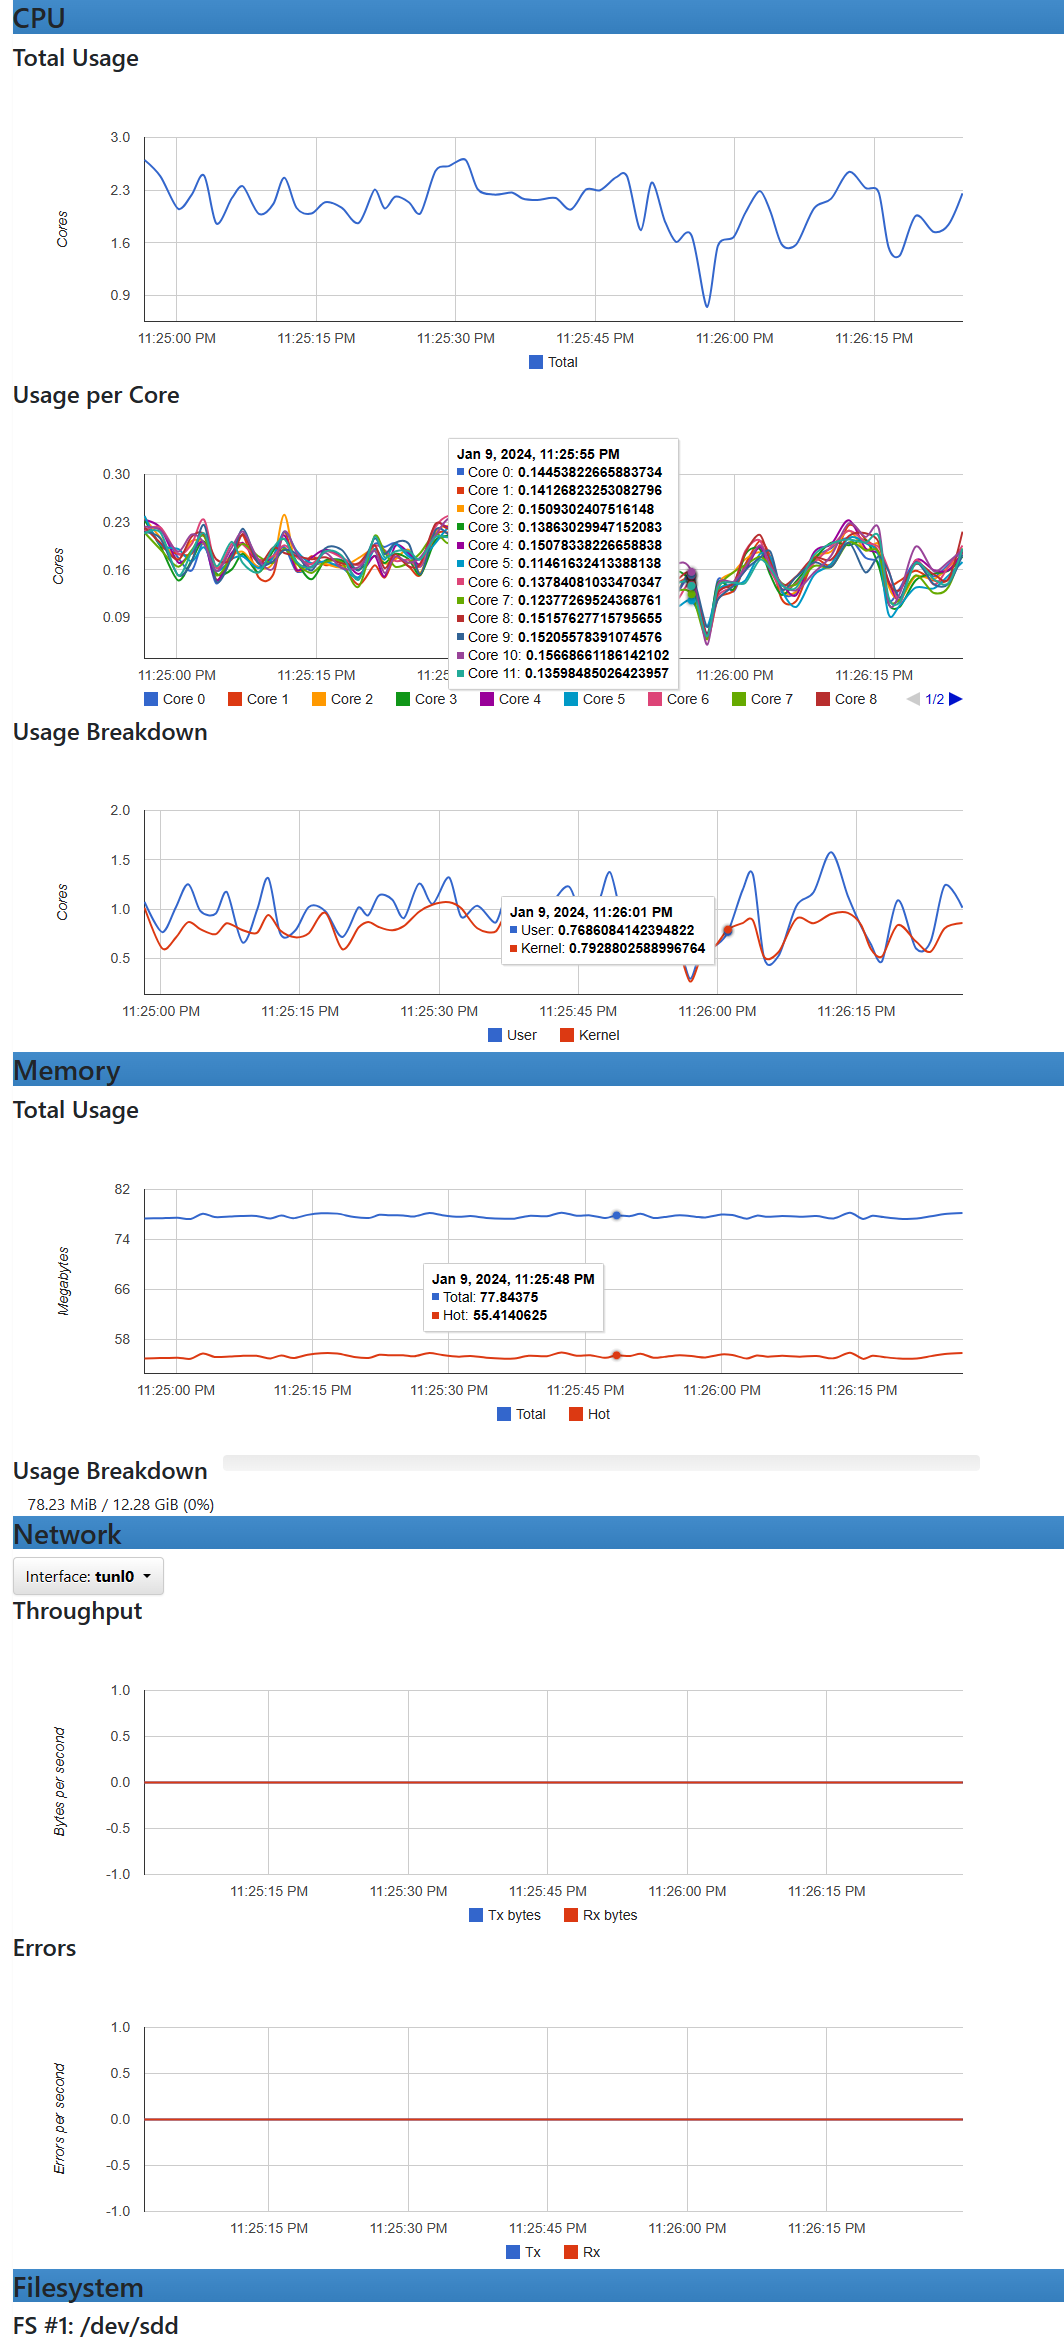 CPU
Total Usage
3.0
2.3
1.6
0.9
Cores
11:25:00 PM 11:25:15 PM 11:25:30 PM 11:25:45 PM 11:26:00 PM 11:26:15 PM
Total
Usage per Core
0.30
0.23
0.16
0.09
Cores
Jan 9, 2024, 11:25:55 PM
Core 0: 0.14453822665883734
Core 1: 0.14126823253082796
Core 2: 0.1509302407516148
Core 3: 0.13863029947152083
Core 4: 0.15078338226658838
Core 5: 0.11461632413388138
Core 6: 0.13784081033470347
Core 7: 0.12377269524368761
Core 8: 0.15157627715795655
Core 9: 0.15205578391074576
Core 10: 0.15668661186142102
Core 11: 0.13598485026423957
11:25:00 PM 11:25:15 PM 11:25 11:26:00 PM 11:26:15 PM
Core 0 Core 1 Core 2 Core 3 Core 4 Core 5 Core 6 Core 7 Core 8 1/2
Usage Breakdown
2.0
1.5
1.0
0.5
Cores
Jan 9, 2024, 11:26:01 PM
User: 0.7686084142394822
Kernel: 0.7928802588996764
11:25:00 PM 11:25:15 PM 11:25:30 PM 11:25:45 PM 11:26:00 PM 11:26:15 PM
User Kernel
Memory
Total Usage
82
74
66
58
Megabytes
Jan 9, 2024, 11:25:48 PM
Total: 77.84375
Hot: 55.4140625
11:25:00 PM 11:25:15 PM 11:25:30 PM 11:25:45 PM 11:26:00 PM 11:26:15 PM
Total Hot
Usage Breakdown
78.23 MiB / 12.28 GiB (0%)
Network
Interface: tunl0
Throughput
1.0
0.5
0.0
-0.5
-1.0
Bytes per second
11:25:15 PM 11:25:30 PM 11:25:45 PM 11:26:00 PM 11:26:15 PM
Tx bytes Rx bytes
Errors
1.0
0.5
0.0
-0.5
-1.0
Errors per second
11:25:15 PM 11:25:30 PM 11:25:45 PM 11:26:00 PM 11:26:15 PM
Tx Rx
Filesystem
FS #1: /dev/sdd